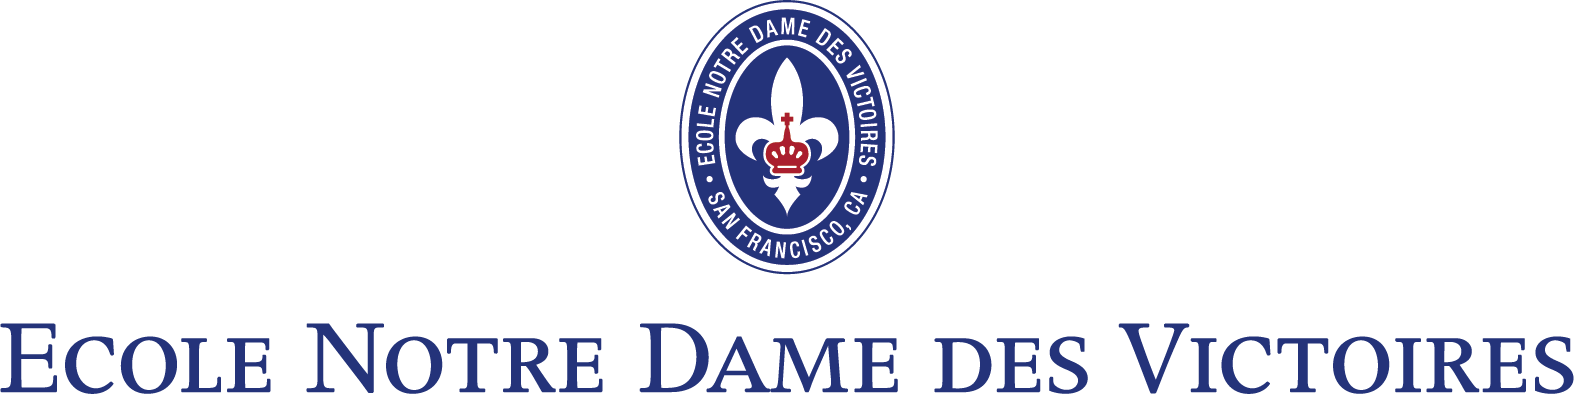 ECOLE NOTRE DAME DES VICTOIRES
• SAN FRANCISCO, CA •
ECOLE NOTRE DAME DES VICTOIRES